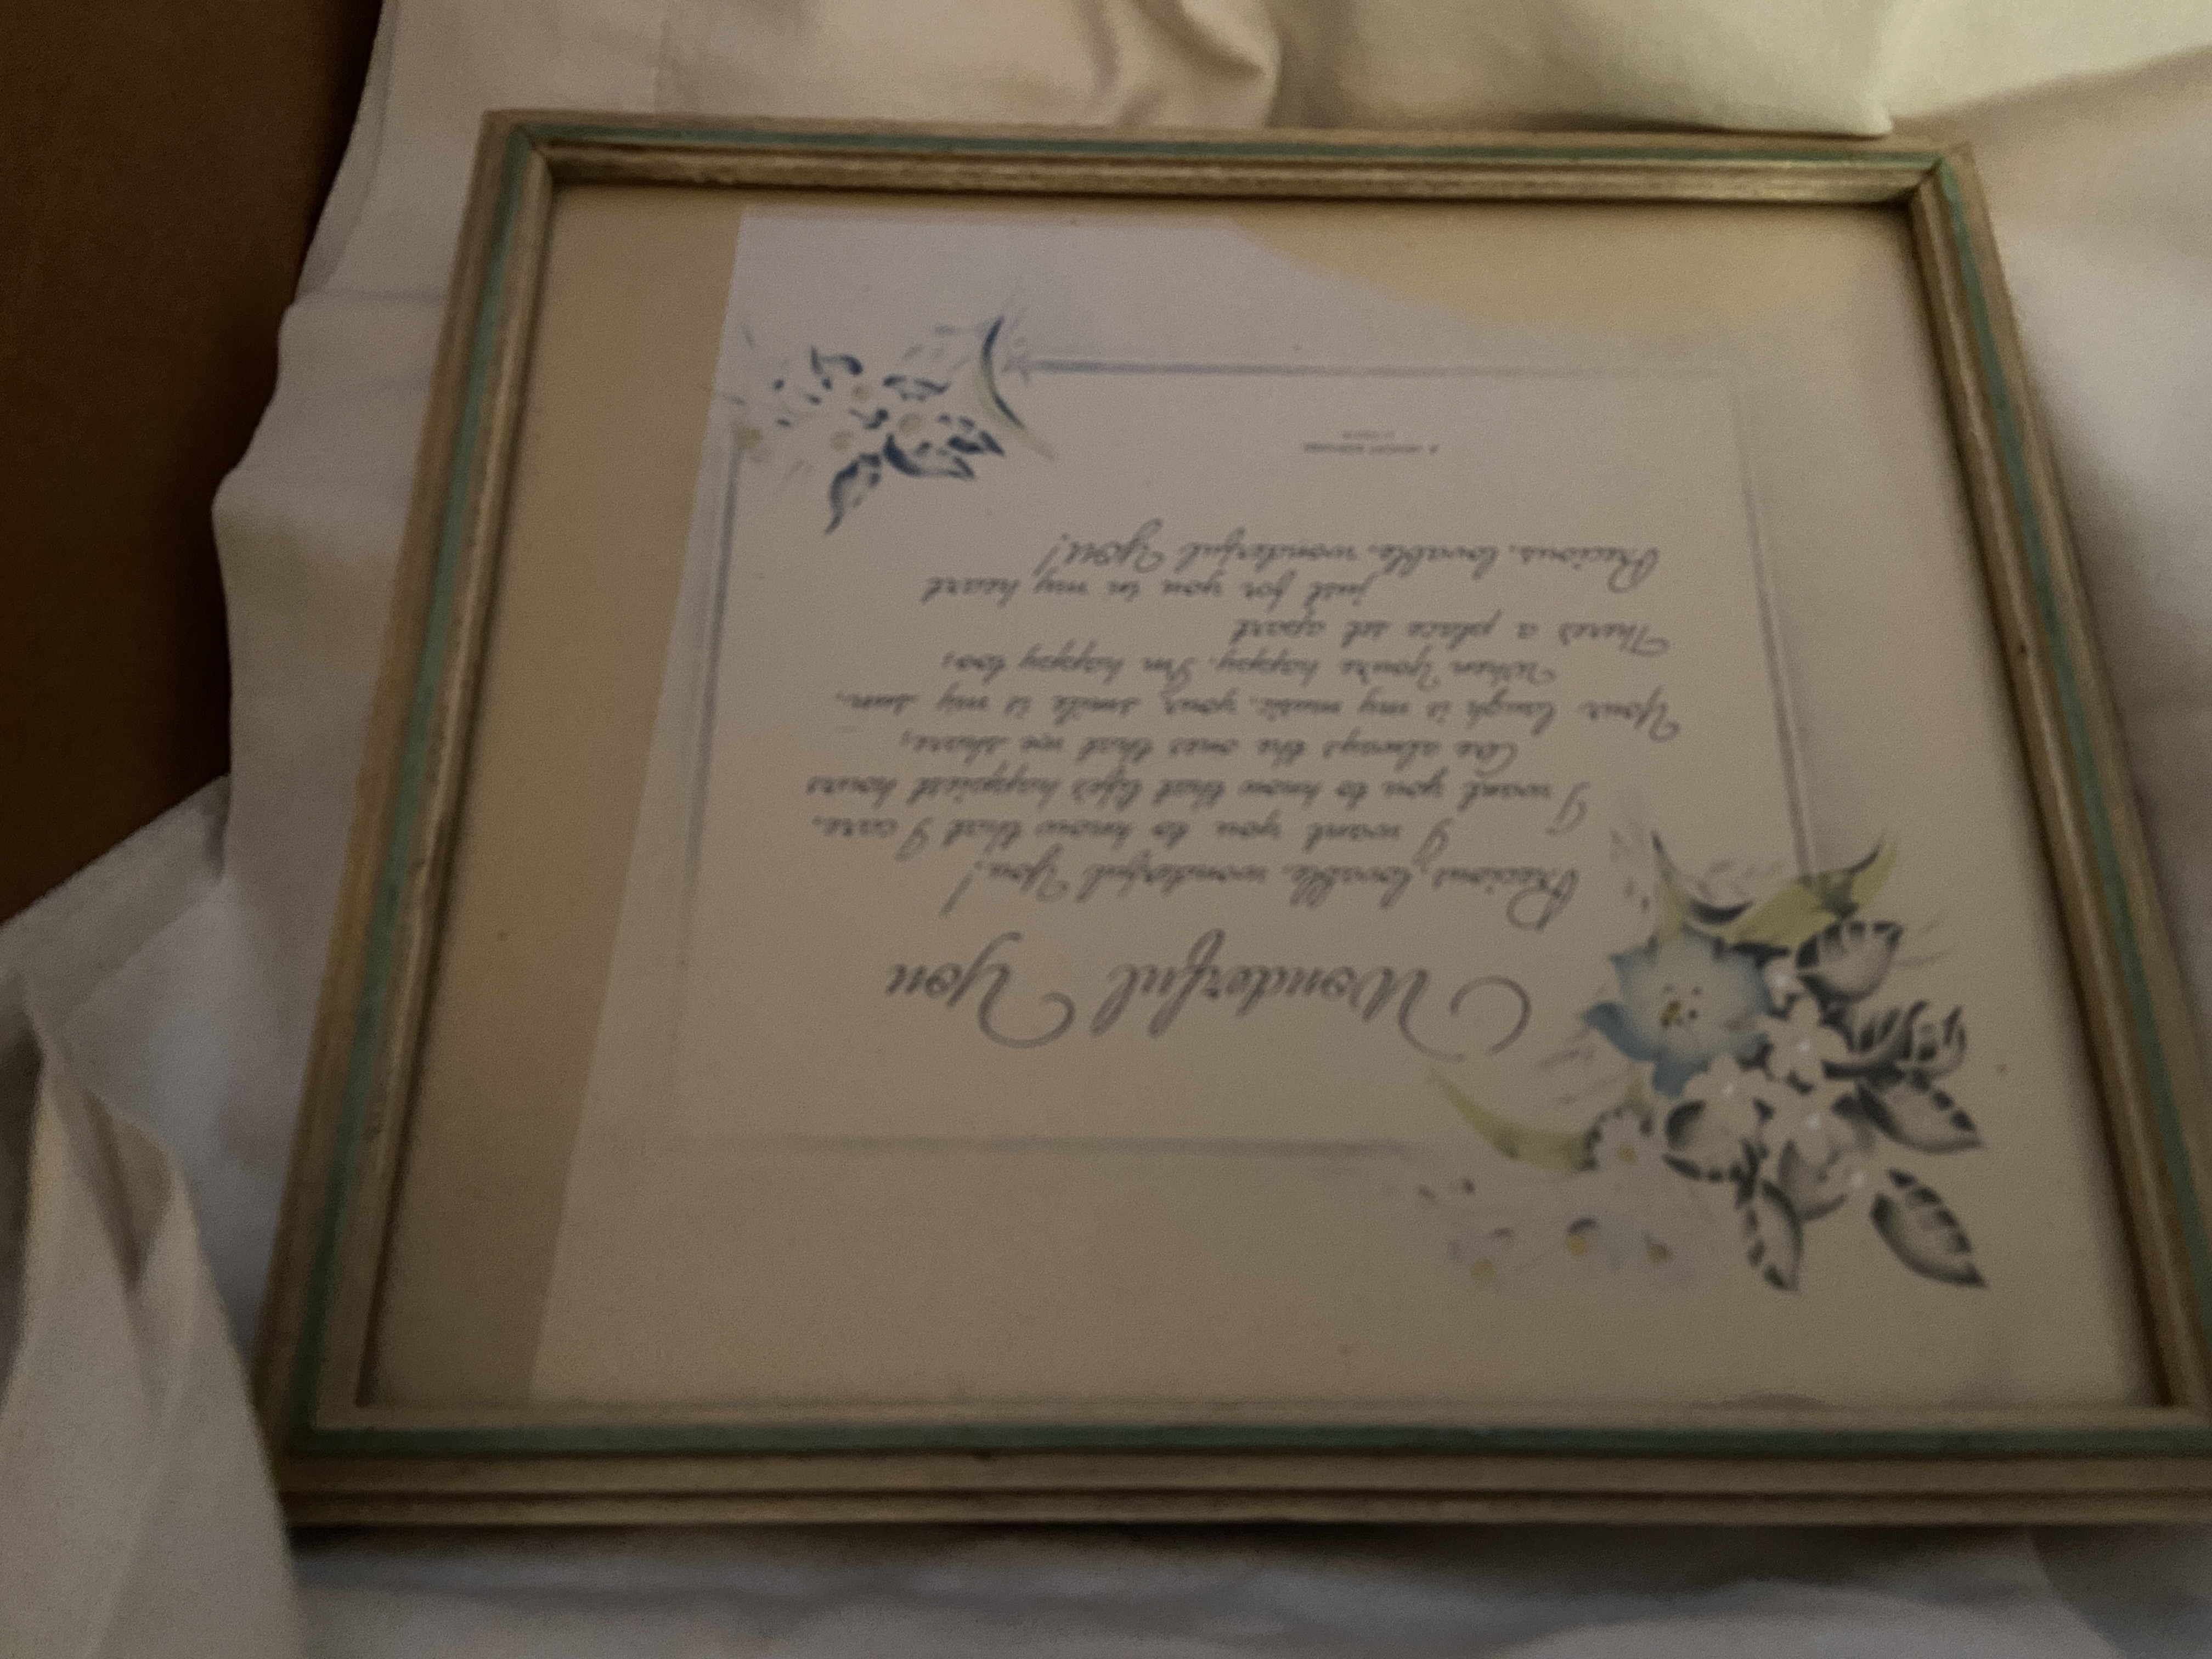 Wonderful You
Precious, lovable, wonderful You!
I want you to know that I care,
I want you to know that life's happiest hours
Are always the ones that we share,
Your laugh is my music, your smile is my sun,
When You're happy, I'm happy too,
There's a place set apart
just for you in my heart
Precious, lovable, wonderful You!